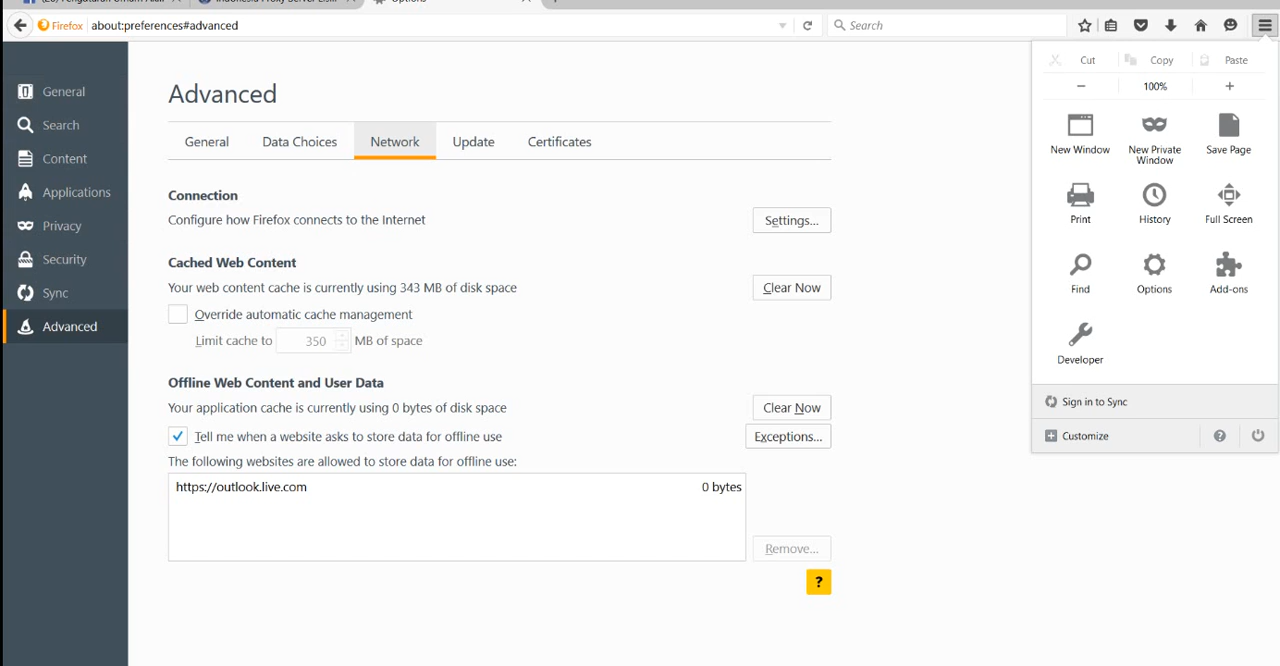 Options
Firefox about:preferences#advanced
Search
General
Search
Content
Applications
Privacy
Security
Sync
Advanced
Advanced
General Data Choices Network Update Certificates
Connection
Configure how Firefox connects to the Internet Settings...
Cached Web Content
Your web content cache is currently using 343 MB of disk space Clear Now
Override automatic cache management
Limit cache to 350 MB of space
Offline Web Content and User Data
Your application cache is currently using 0 bytes of disk space Clear Now
Tell me when a website asks to store data for offline use Exceptions...
The following websites are allowed to store data for offline use:
https://outlook.live.com 0 bytes
Remove...
?
Cut Copy Paste
− 100% +
New Window New Private Window Save Page
Print History Full Screen
Find Options Add-ons
Developer
Sign in to Sync
Customize ?